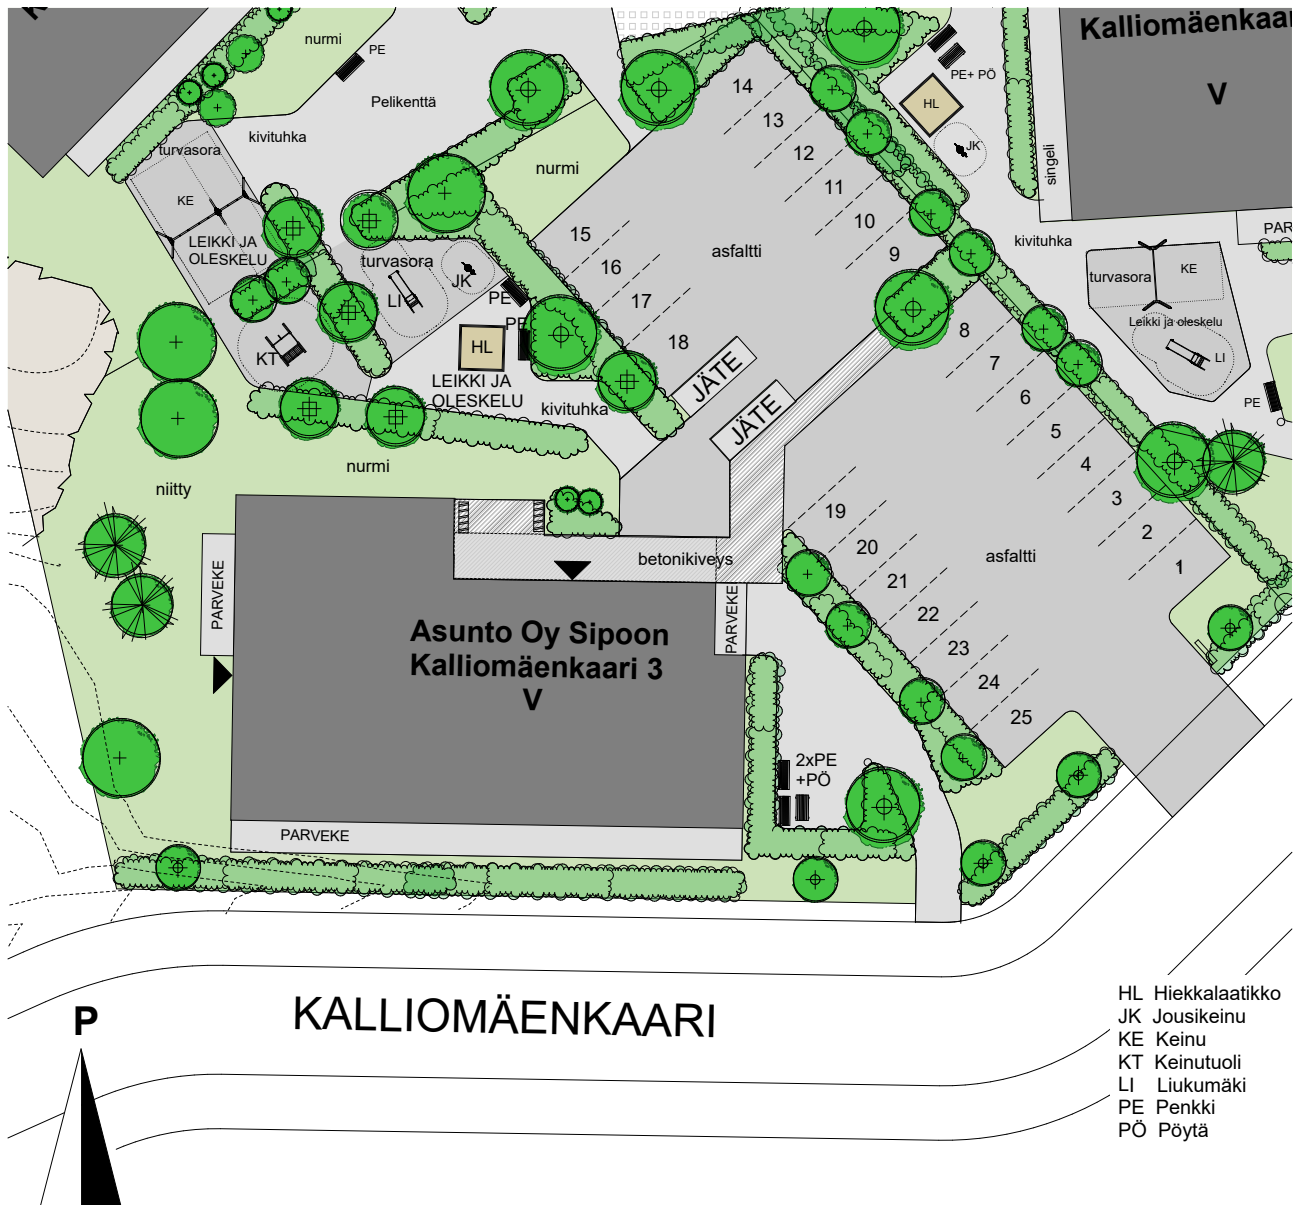 nurmi
PE
Pelikenttä
kivituhka
turvasora
KE
LEIKKI JA
OLESKELU
turvasora
LI
JK
PE
PE
HL
KT
LEIKKI JA
OLESKELU
kivituhka
nurmi
nurmi
niitty
14
13
12
11
10
9
15
16
17
18
asfaltti
JÄTE
JÄTE
Kalliomäenkaari
V
PE+ PÖ
HL
JK
singeli
kivituhka
PAR
turvasora
KE
Leikki ja oleskelu
LI
PE
8
7
6
5
4
3
2
1
19
20
21
22
23
24
25
asfaltti
betonikiveys
PARVEKE
PARVEKE
Asunto Oy Sipoon
Kalliomäenkaari 3
V
2xPE
+PÖ
PARVEKE
KALLIOMÄENKAARI
P
HL Hiekkalaatikko
JK Jousikeinu
KE Keinu
KT Keinutuoli
LI Liukumäki
PE Penkki
PÖ Pöytä